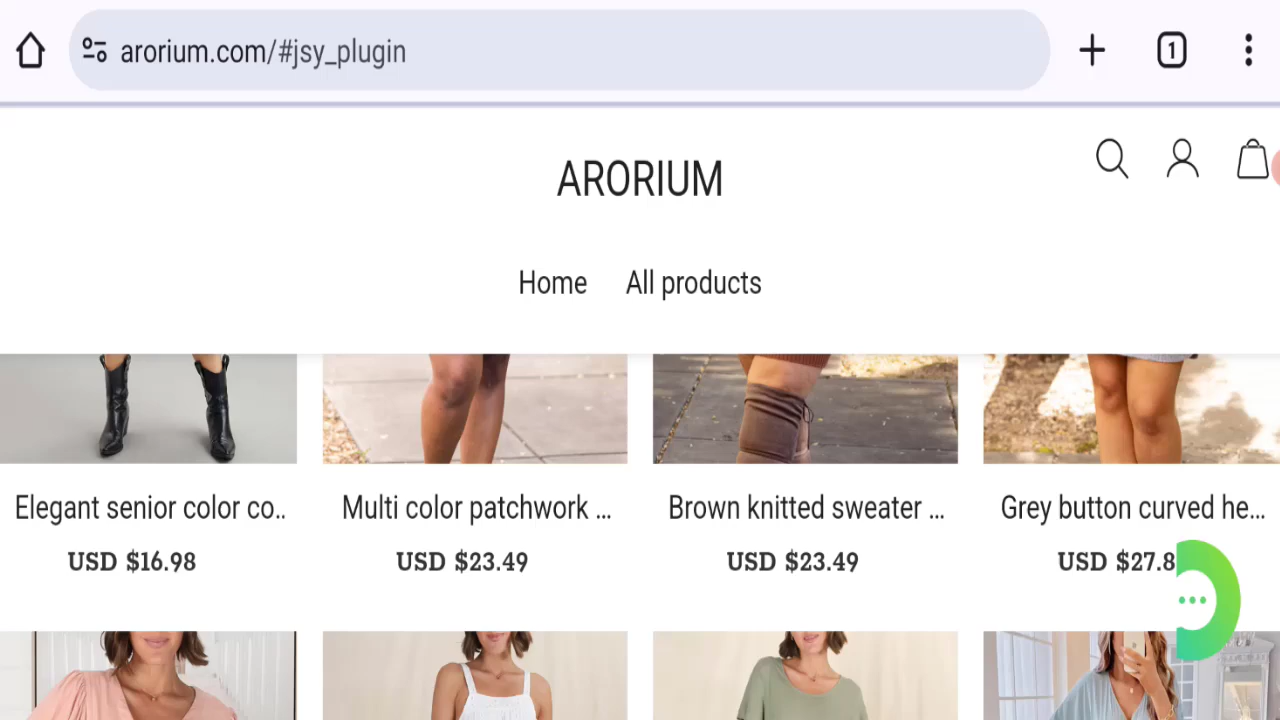 arorium.com/#jsy_plugin
1
ARORIUM
Home All products
Elegant senior color co.. Multi color patchwork ... Brown knitted sweater ... Grey button curved he...
USD $16.98 USD $23.49 USD $23.49 USD $27.8